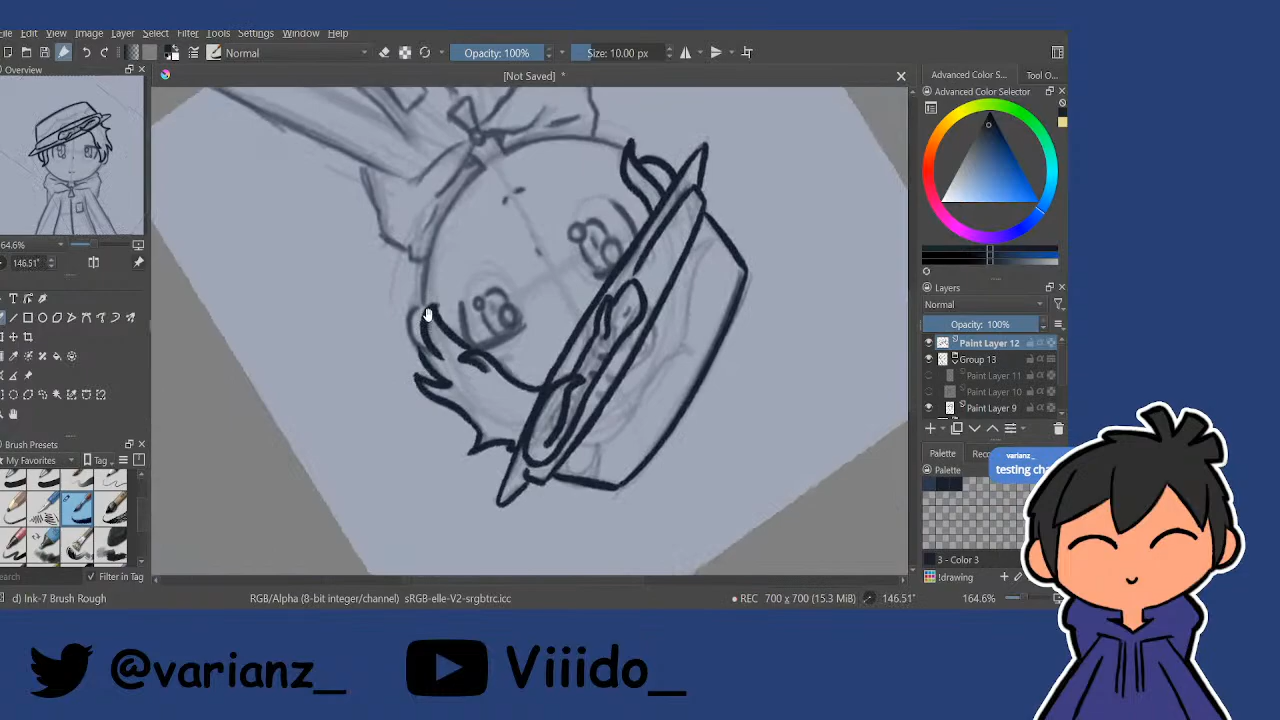 File Edit View Image Layer Select Filter Tools Settings Window Help
Normal
Opacity: 100%
Size: 10.00 px
Overview
[Not Saved] *
Advanced Color S...
Tool O...
Advanced Color Selector
64.6%
146.51°
Layers
Normal
Opacity: 100%
Paint Layer 12
Group 13
Paint Layer 11
Paint Layer 10
Paint Layer 9
Brush Presets
My Favorites
Tag
Palette
Palette
varianz_
testing cha
3 - Color 3
!drawing
Filter in Tag
d) Ink-7 Brush Rough
RGB/Alpha (8-bit integer/channel) sRGB-elle-V2-srgbtrc.icc
REC 700 x 700 (15.3 MiB)
146.51°
164.6%
@varianz_
Viiido_